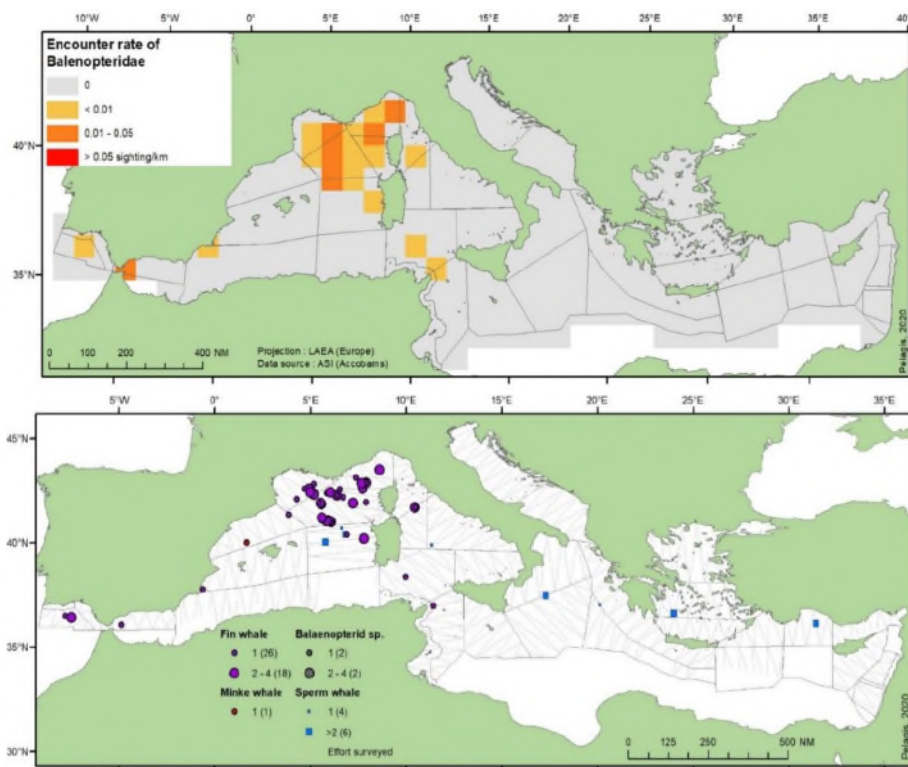 10°W 5°W 0° 5°E 10°E 15°E 20°E 25°E 30°E 35°E 40°E
Encounter rate of
Balenopteridae
0
< 0.01
0.01 - 0.05
> 0.05 sighting/km
40°N
35°N
0 100 200 400 NM
Projection : LAEA (Europe)
Data source : ASI (Accobams)
Pelagis, 2020
5°W 0° 5°E 10°E 15°E 20°E 25°E 30°E 35°E
45°N
40°N
35°N
30°N
Fin whale Balaenopterid sp.
1 (26) 1 (2)
2 - 4 (18) 2 - 4 (2)
Minke whale Sperm whale
1 (1) 1 (4)
>2 (6)
Effort surveyed
0 125 250 500 NM
Pelagis, 2020